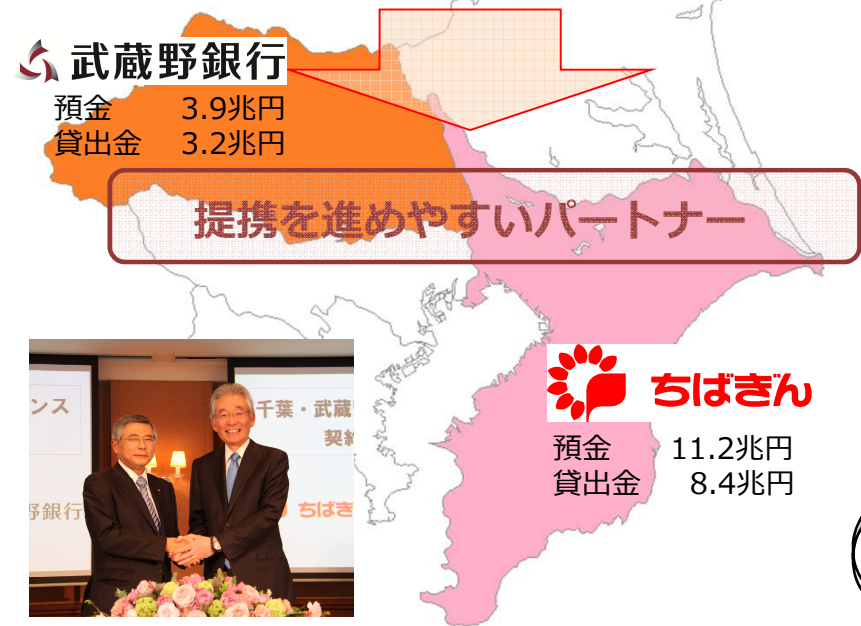 武蔵野銀行
預金 3.9兆円
貸出金 3.2兆円
提携を進めやすいパートナー
ちばぎん
預金 11.2兆円
貸出金 8.4兆円
ンス
千葉・武蔵
契約
銀行
ちばぎ